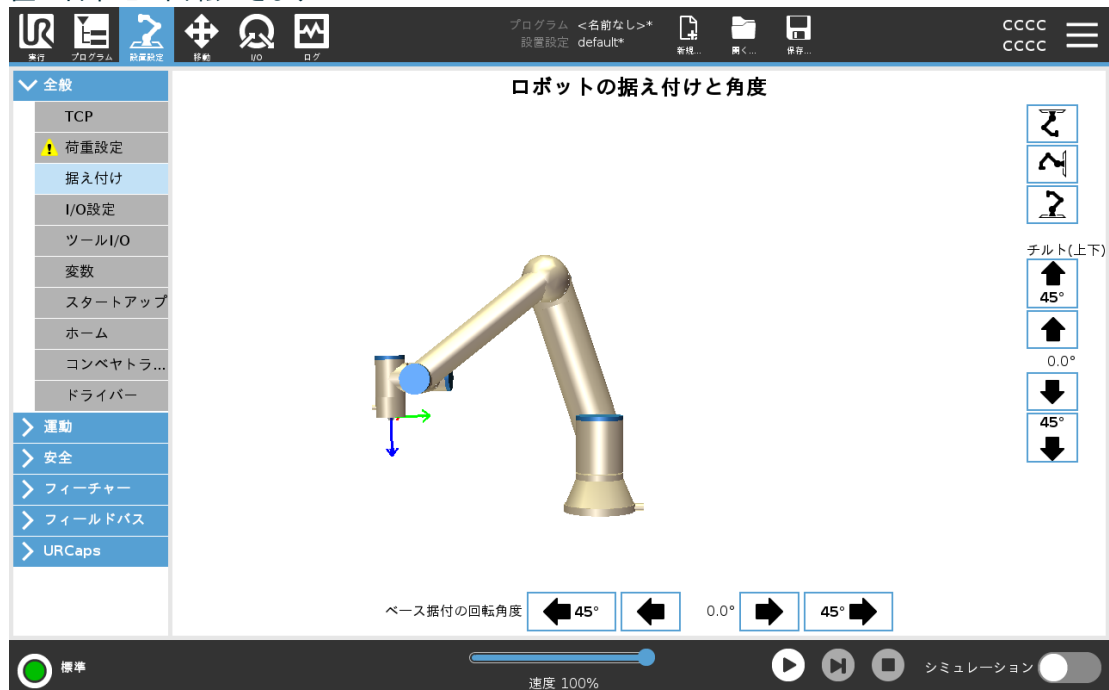 プログラム <名前なし>*
設置設定 default*
実行
プログラム
設置設定
移動
I/O
ログ
新規...
開く...
保存...
CCCC
CCCC
全般
TCP
荷重設定
据え付け
I/O設定
ツールI/O
変数
スタートアップ
ホーム
コンベヤトラ...
ドライバー
運動
安全
フィーチャー
フィールドバス
URCaps
ロボットの据え付けと角度
チルト(上下)
45°
0.0°
45°
ベース据付の回転角度
45°
0.0°
45°
標準
速度 100%
シミュレーション